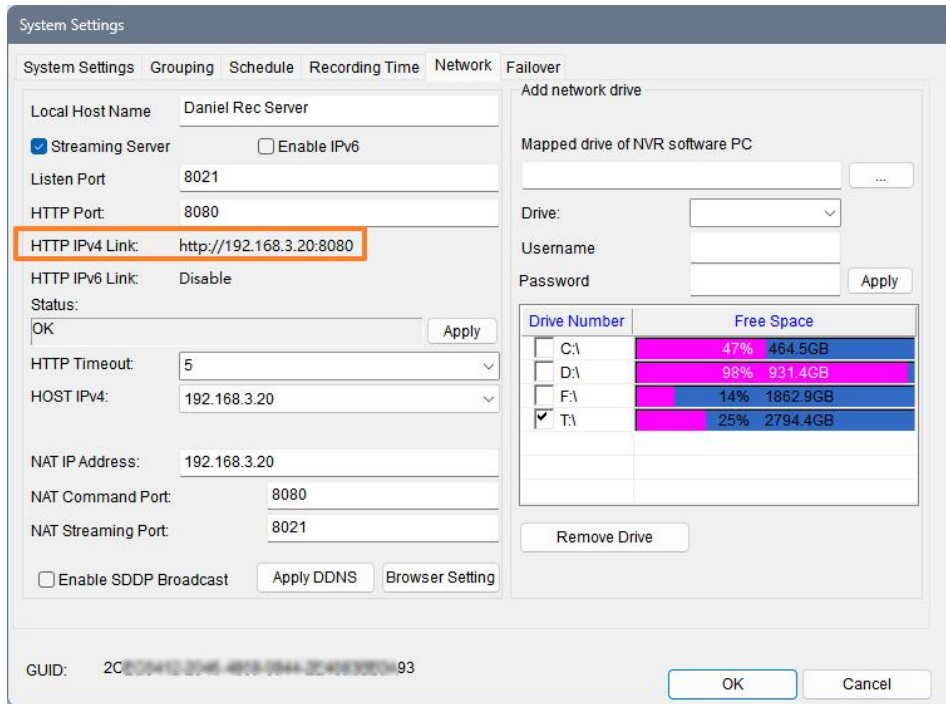 System Settings
System Settings Grouping Schedule Recording Time Network Failover
Local Host Name Daniel Rec Server
Streaming Server Enable IPv6
Listen Port 8021
HTTP Port: 8080
HTTP IPv4 Link: http://192.168.3.20:8080
HTTP IPv6 Link: Disable
Status:
OK Apply
HTTP Timeout: 5
HOST IPv4: 192.168.3.20
NAT IP Address: 192.168.3.20
NAT Command Port: 8080
NAT Streaming Port: 8021
Enable SDDP Broadcast Apply DDNS Browser Setting
Add network drive
Mapped drive of NVR software PC
...
Drive:
Username
Password Apply
Drive Number Free Space
C:\ 47% 464.5GB
D:\ 98% 931.4GB
F:\ 14% 1862.9GB
T:\ 25% 2794.4GB
Remove Drive
GUID:
OK Cancel